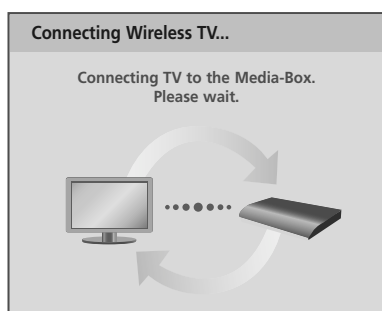 Connecting Wireless TV...
Connecting TV to the Media-Box.
Please wait.